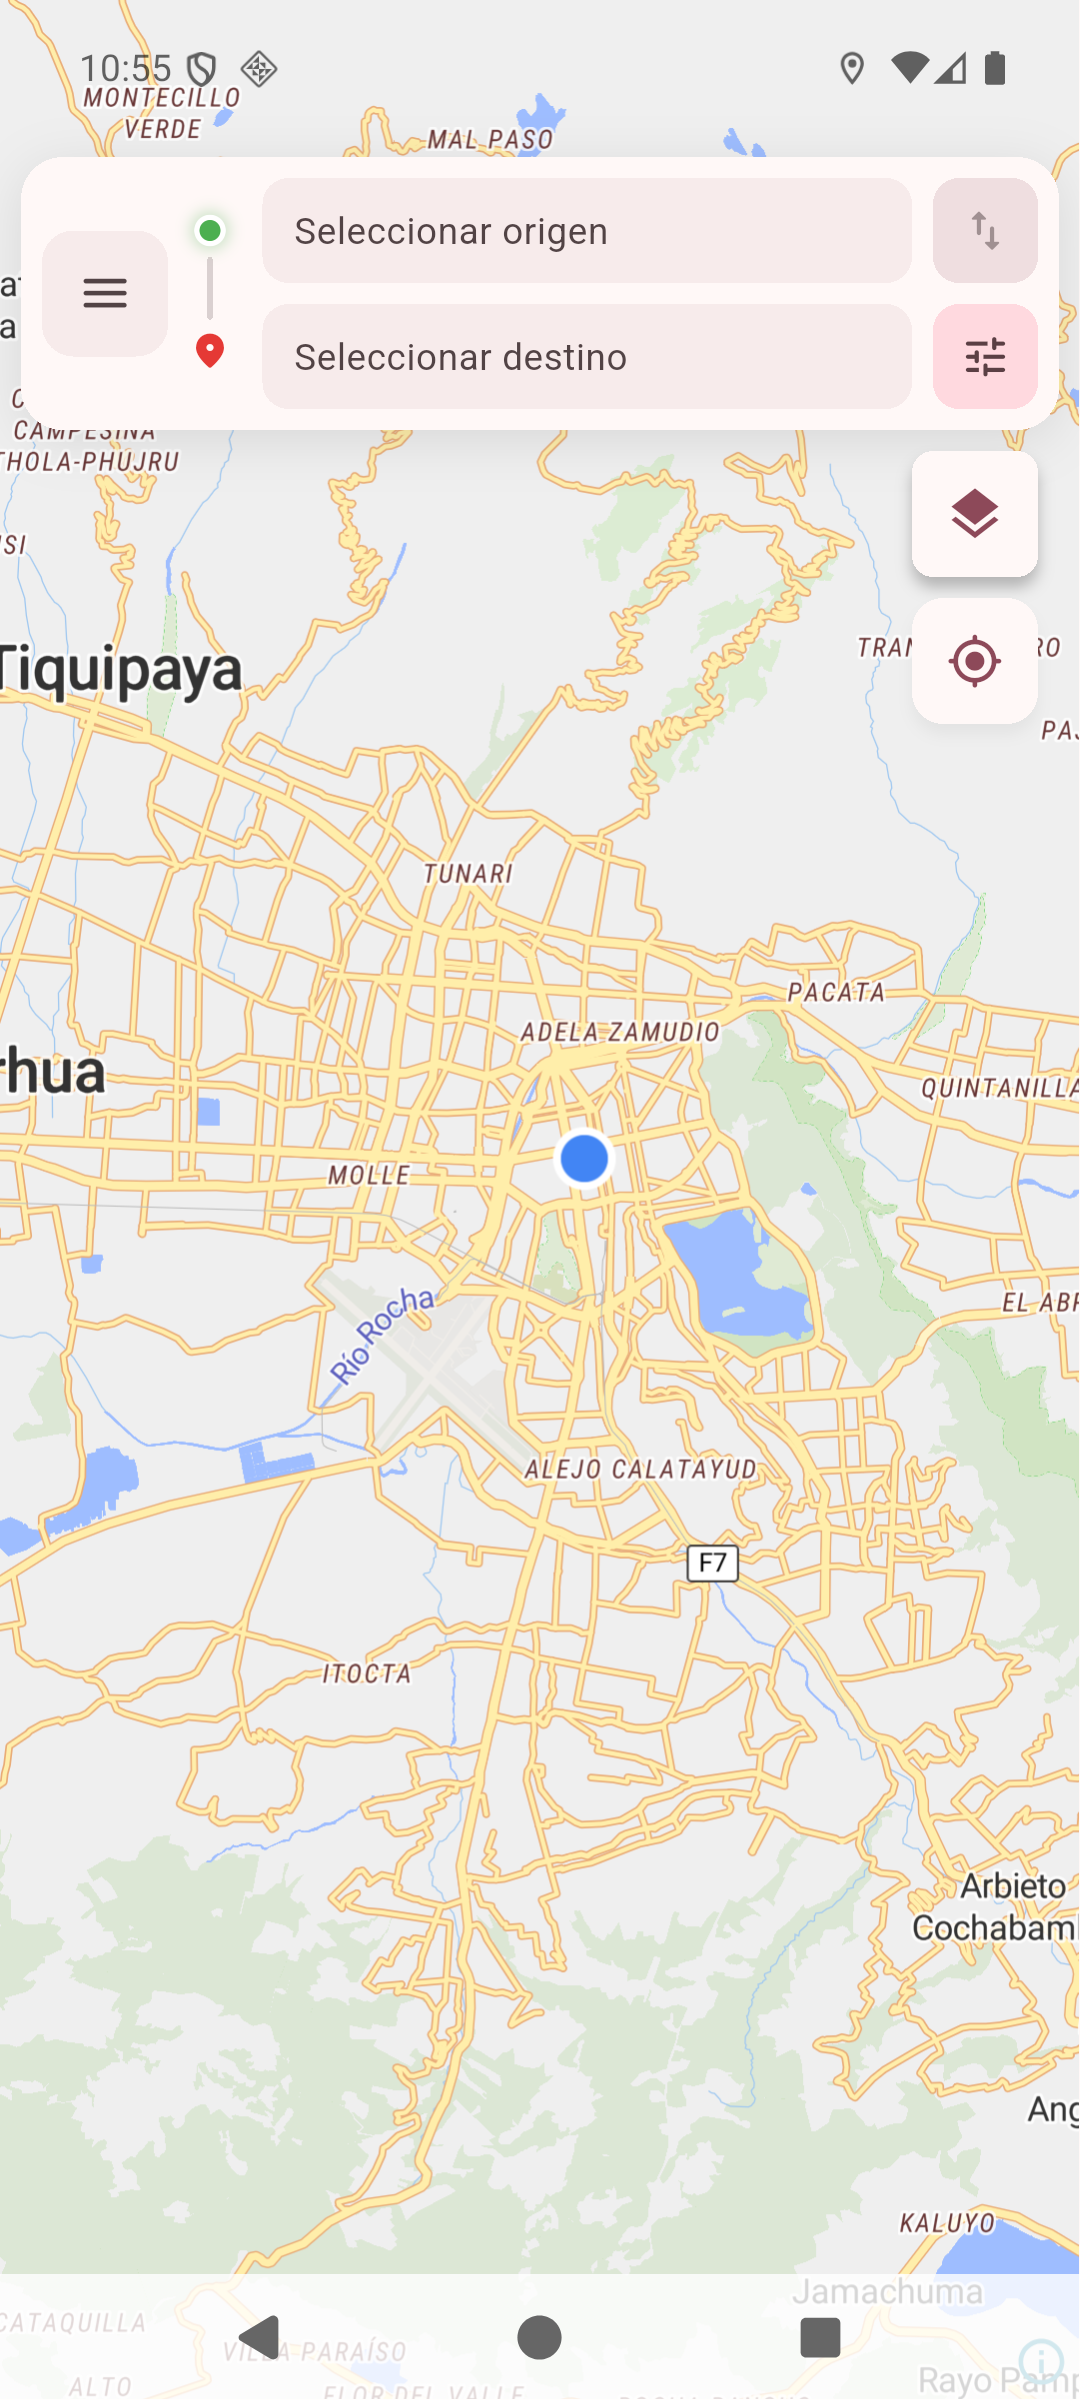 10:55
MONTECILLO
VERDE
MAL PASO
Seleccionar origen
Seleccionar destino
CAMPESINA
THOLA-PHUJRU
Tiquipaya
TUNARI
PACATA
ADELA ZAMUDIO
rhua
QUINTANILLA
MOLLE
Río Rocha
EL ABR
ALEJO CALATAYUD
F7
ITOCTA
Arbieto
Cochabam
Ang
KALUYO
Jamachuma
CATAQUILLA
VILLA PARAÍSO
Rayo Pamp
ALTO
FLOR DEL VALLE